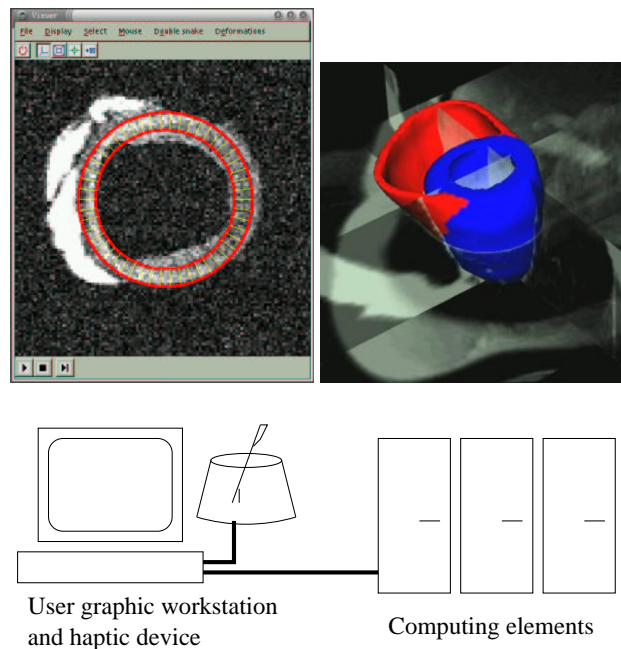 Viewer
File Display Select Mouse Double snake Deformations
User graphic workstation
and haptic device
Computing elements